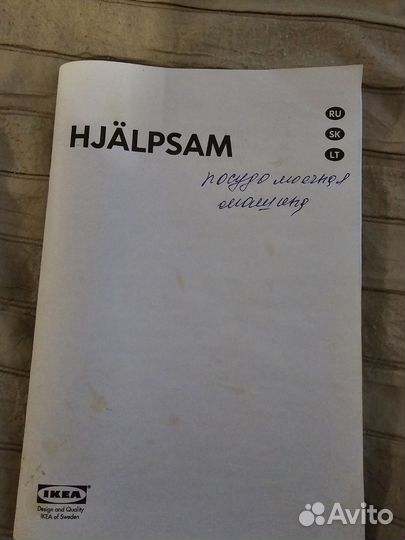 RU
SK
LT
HJÄLPSAM
посудомоечная
машина
IKEA
Design and Quality
IKEA of Sweden
Avito